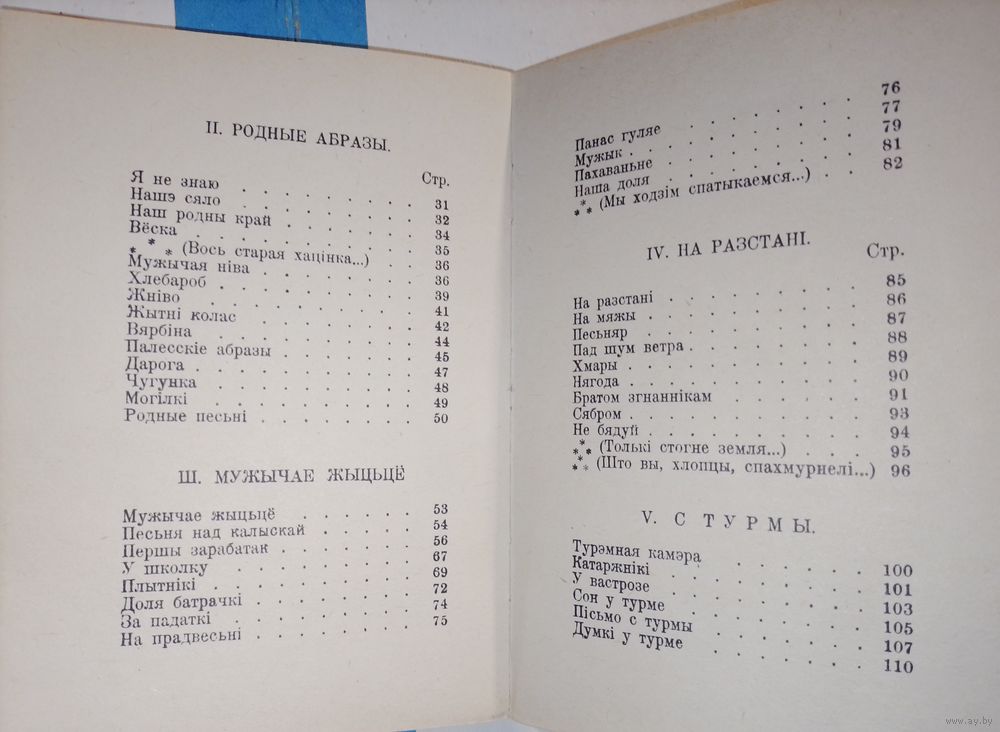 II. РОДНЫЕ АБРАЗЫ.
Стр.
Я не знаю . . . . . . . . 31
Нашэ сяло . . . . . . . . 32
Наш родны край . . . . . . 34
Вёска . . . . . . . . 35
* * * (Вось старая хацінка...) . . 36
Мужычая ніва . . . . . . . 36
Хлебароб . . . . . . . . 39
Жніво . . . . . . . . 41
Жытні колас . . . . . . . 42
Вярбіна . . . . . . . . 44
Палесскіе абразы . . . . . . 45
Дарога . . . . . . . . 47
Чугунка . . . . . . . . 48
Могілкі . . . . . . . . 49
Родные песьні . . . . . . . 50
Ш. МУЖЫЧАЕ ЖЫЦЬЦЁ
Мужычае жыцьцё . . . . . . 53
Песьня над калыскай . . . . . 54
Першы зарабатак . . . . . . 56
У школку . . . . . . . . 67
Плытнікі . . . . . . . . 69
Доля батрачкі . . . . . . . 72
За падаткі . . . . . . . 74
На прадвесьні . . . . . . . 75
Панас гуляе . . . . . . . 76
Мужык . . . . . . . . 77
Пахаваньне . . . . . . . 79
Наша доля . . . . . . . 81
* * * (Мы ходзім спатыкаемся...) . . 82
IV. НА РАЗСТАНІ.
Стр.
На разстані . . . . . . . 85
На мяжы . . . . . . . . 86
Песьняр . . . . . . . . 87
Пад шум ветра . . . . . . . 88
Хмары . . . . . . . . 89
Нягода . . . . . . . . 90
Братом згнаннікам . . . . . . 91
Сябром . . . . . . . . 93
Не бядуй . . . . . . . . 94
* * * (Толькі стогне земля...) . . 95
* * * (Што вы, хлопцы, спахмурнелі...) 96
V. С ТУРМЫ.
Турэмная камэра . . . . . . 100
Катаржнікі . . . . . . . 101
У вастрозе . . . . . . . 103
Сон у турме . . . . . . . 105
Пісьмо с турмы . . . . . . 107
Думкі у турме . . . . . . 110
www.ay.by